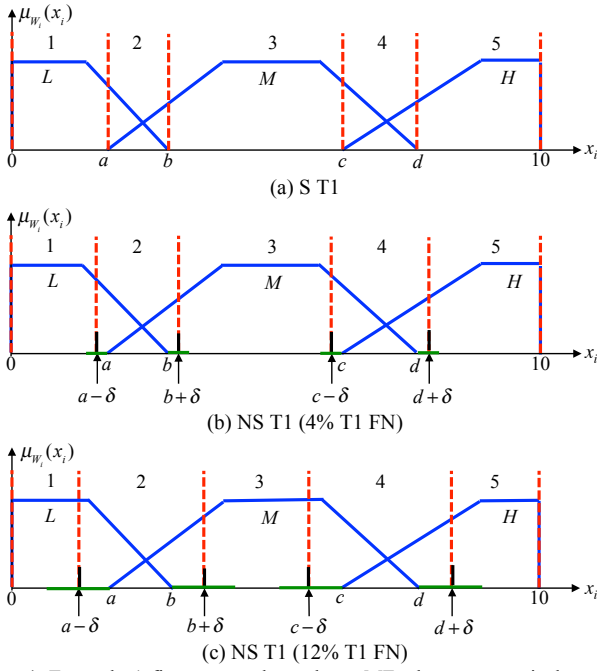 μ_{W_i}(x_i)
1 2 3 4 5
L M H
0 a b c d 10 x_i
(a) S T1
μ_{W_i}(x_i)
1 2 3 4 5
L M H
0 a b c d 10 x_i
a − δ b + δ c − δ d + δ
(b) NS T1 (4% T1 FN)
μ_{W_i}(x_i)
1 2 3 4 5
L M H
0 a b c d 10 x_i
a − δ b + δ c − δ d + δ
(c) NS T1 (12% T1 FN)